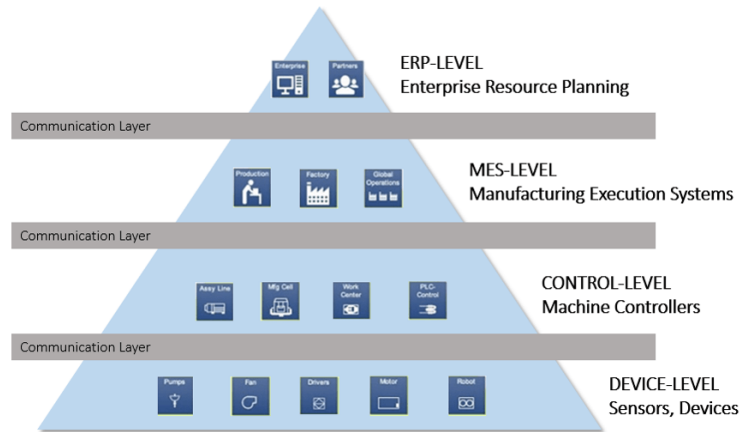 Enterprise
Partners
ERP-LEVEL
Enterprise Resource Planning
Communication Layer
Production
Factory
Global
Operations
MES-LEVEL
Manufacturing Execution Systems
Communication Layer
Assy Line
Mfg Cell
Work
Center
PLC-
Control
CONTROL-LEVEL
Machine Controllers
Communication Layer
Pumps
Fan
Drivers
Motor
Robot
DEVICE-LEVEL
Sensors, Devices